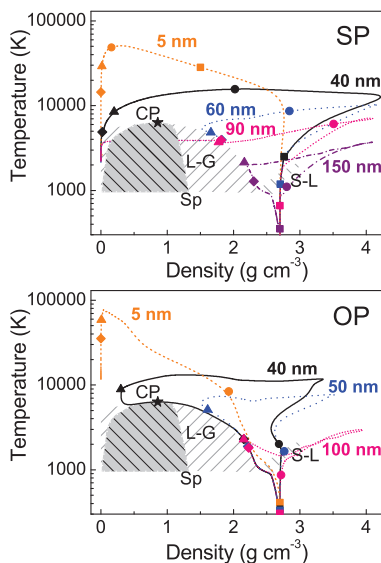 SP
100000
5 nm
40 nm
10000
CP
60 nm
90 nm
L-G
150 nm
1000
S-L
Sp
Temperature (K)
0 1 2 3 4
Density (g cm-3)
OP
100000
5 nm
40 nm
10000
CP
50 nm
L-G
S-L
100 nm
1000
Sp
Temperature (K)
0 1 2 3 4
Density (g cm-3)